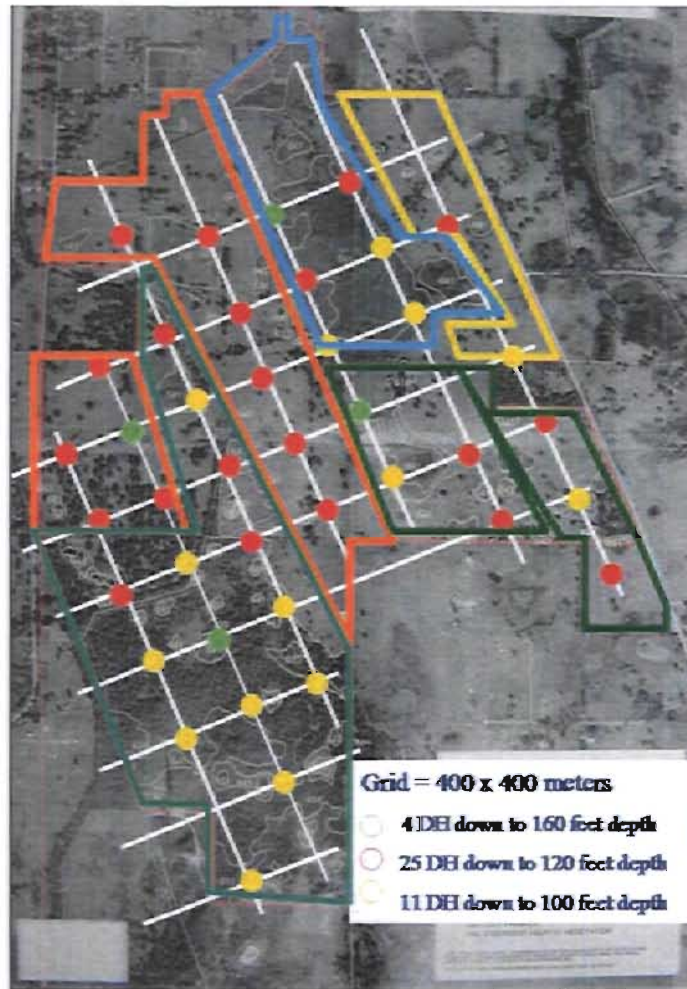 Grid = 400 x 400 meters
4 DH down to 160 feet depth
25 DH down to 120 feet depth
11 DH down to 100 feet depth